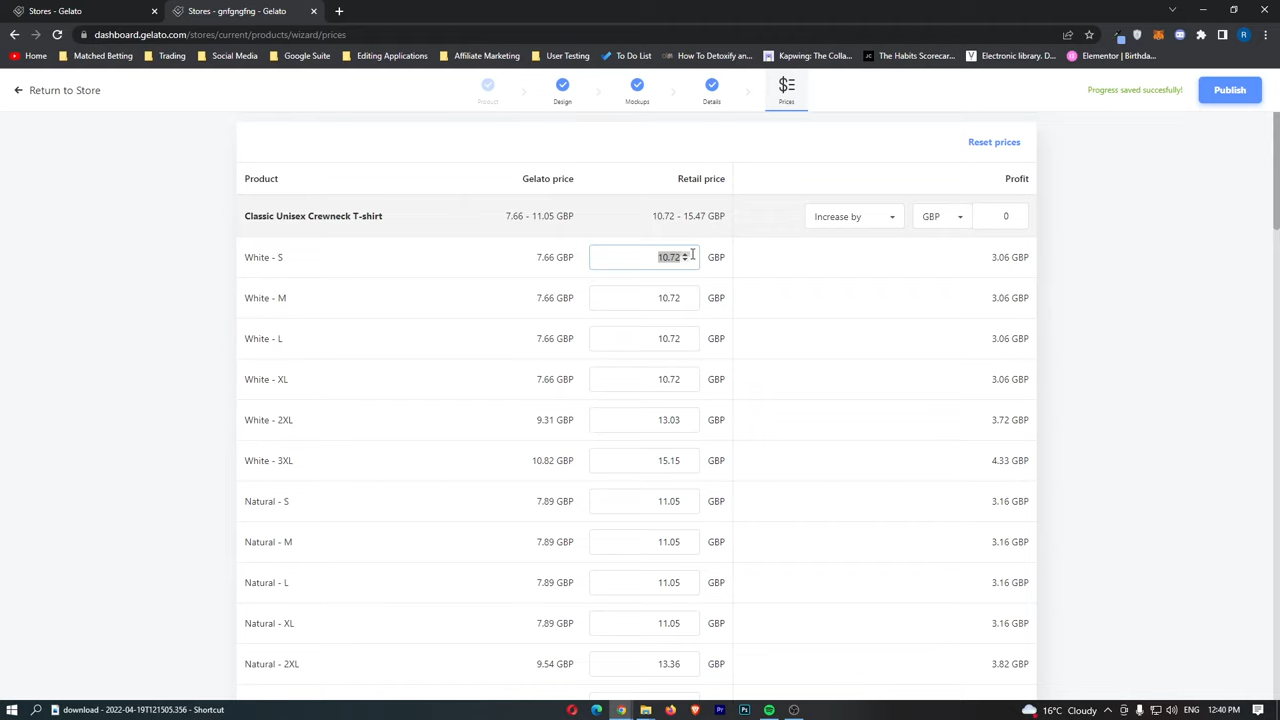 Stores - Gelato
Stores - gnfgngfng - Gelato
dashboard.gelato.com/stores/current/products/wizard/prices
Home
Matched Betting
Trading
Social Media
Google Suite
Editing Applications
Affiliate Marketing
User Testing
To Do List
How To Detoxify an...
Kapwing: The Colla...
The Habits Scorecar...
Electronic library. D...
Elementor | Birthda...
Return to Store
Product
Design
Mockups
Details
Prices
Progress saved succesfully!
Publish
Reset prices
Product Gelato price Retail price Profit
Classic Unisex Crewneck T-shirt 7.66 - 11.05 GBP 10.72 - 15.47 GBP Increase by GBP 0
White - S 7.66 GBP 10.72 GBP 3.06 GBP
White - M 7.66 GBP 10.72 GBP 3.06 GBP
White - L 7.66 GBP 10.72 GBP 3.06 GBP
White - XL 7.66 GBP 10.72 GBP 3.06 GBP
White - 2XL 9.31 GBP 13.03 GBP 3.72 GBP
White - 3XL 10.82 GBP 15.15 GBP 4.33 GBP
Natural - S 7.89 GBP 11.05 GBP 3.16 GBP
Natural - M 7.89 GBP 11.05 GBP 3.16 GBP
Natural - L 7.89 GBP 11.05 GBP 3.16 GBP
Natural - XL 7.89 GBP 11.05 GBP 3.16 GBP
Natural - 2XL 9.54 GBP 13.36 GBP 3.82 GBP
download - 2022-04-19T121505.356 - Shortcut
16°C Cloudy
12:40 PM